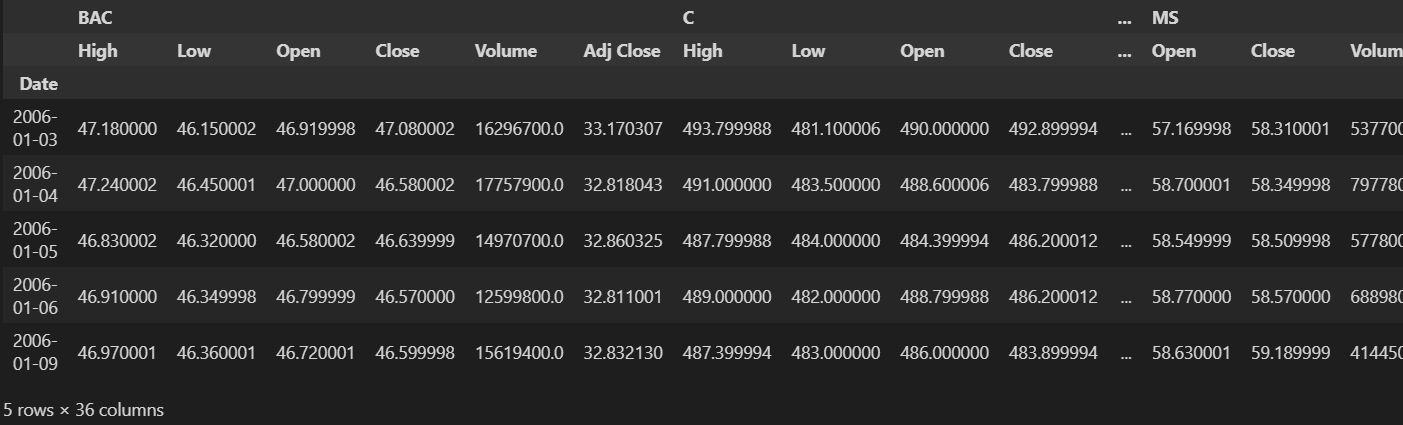 BAC C ... MS
High Low Open Close Volume Adj Close High Low Open Close ... Open Close Volum
Date
2006-01-03 47.180000 46.150002 46.919998 47.080002 16296700.0 33.170307 493.799988 481.100006 490.000000 492.899994 ... 57.169998 58.310001 537700
2006-01-04 47.240002 46.450001 47.000000 46.580002 17757900.0 32.818043 491.000000 483.500000 488.600006 483.799988 ... 58.700001 58.349998 797780
2006-01-05 46.830002 46.320000 46.580002 46.639999 14970700.0 32.860325 487.799988 484.000000 484.399994 486.200012 ... 58.549999 58.509998 577800
2006-01-06 46.910000 46.349998 46.799999 46.570000 12599800.0 32.811001 489.000000 482.000000 488.799988 486.200012 ... 58.770000 58.570000 688980
2006-01-09 46.970001 46.360001 46.720001 46.599998 15619400.0 32.832130 487.399994 483.000000 486.000000 483.899994 ... 58.630001 59.189999 414450
5 rows × 36 columns